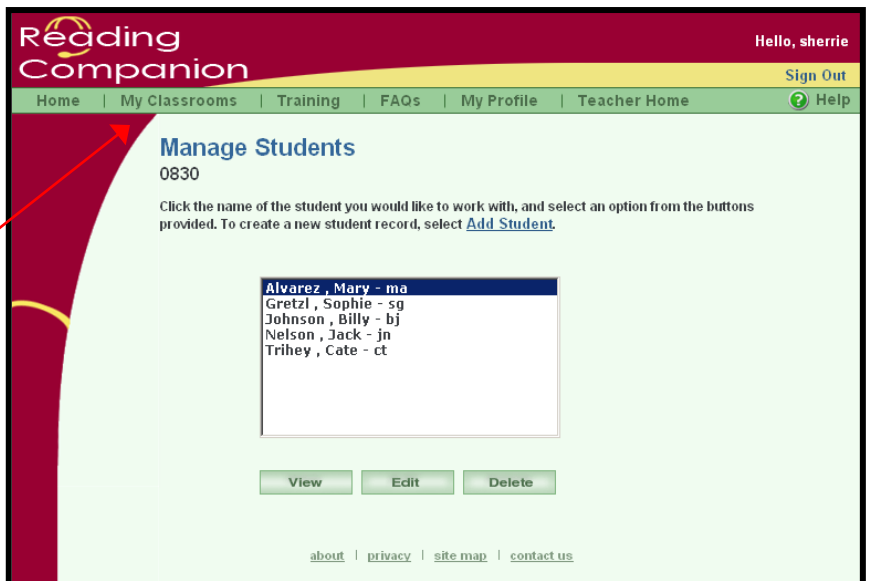 Reading
Companion
Hello, sherrie
Sign Out
Home | My Classrooms | Training | FAQs | My Profile | Teacher Home ? Help
Manage Students
0830
Click the name of the student you would like to work with, and select an option from the buttons
provided. To create a new student record, select Add Student.
Alvarez , Mary - ma
Gretzl , Sophie - sg
Johnson , Billy - bj
Nelson , Jack - jn
Trihey , Cate - ct
View Edit Delete
about | privacy | site map | contact us